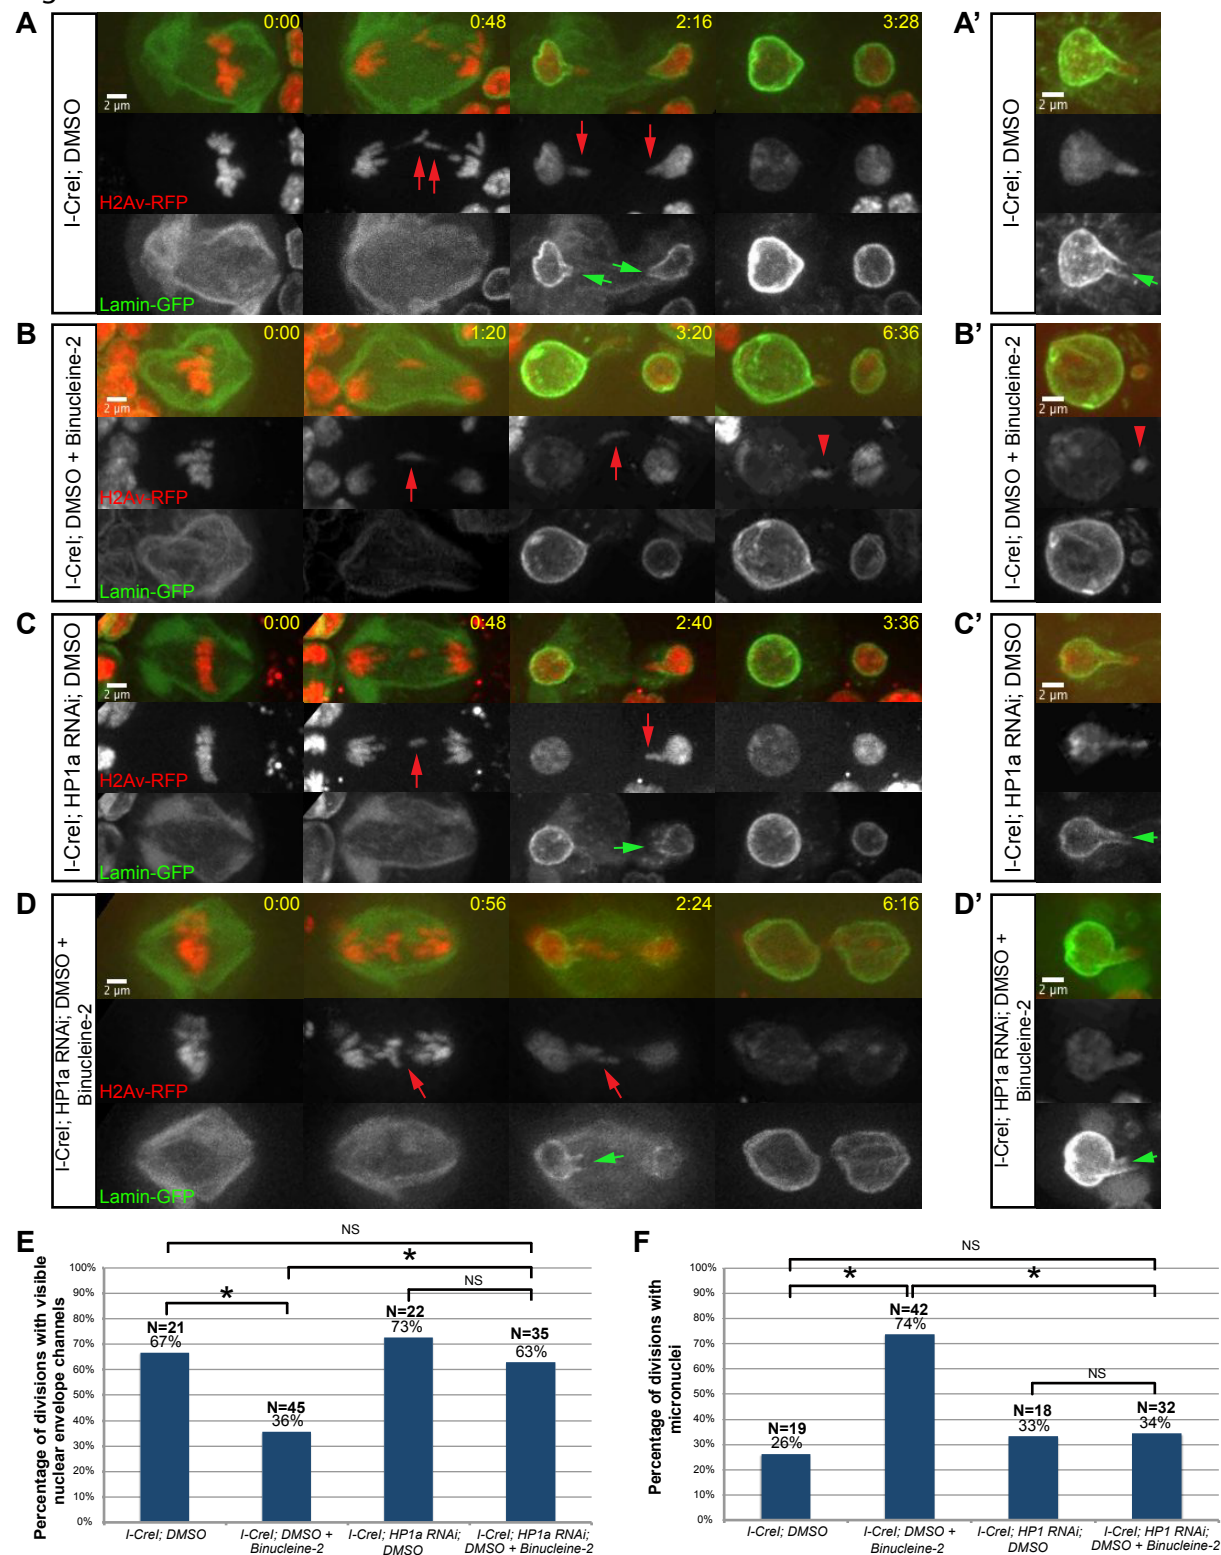 A
I-CreI; DMSO
0:00
0:48
2:16
3:28
2 µm
H2Av-RFP
Lamin-GFP
A'
I-CreI; DMSO
2 µm
B
I-CreI; DMSO + Binucleine-2
0:00
1:20
3:20
6:36
2 µm
H2Av-RFP
Lamin-GFP
B'
I-CreI; DMSO + Binucleine-2
2 µm
C
I-CreI; HP1a RNAi; DMSO
0:00
0:48
2:40
3:36
2 µm
H2Av-RFP
Lamin-GFP
C'
I-CreI; HP1a RNAi; DMSO
2 µm
D
I-CreI; HP1a RNAi; DMSO +
Binucleine-2
0:00
0:56
2:24
6:16
2 µm
H2Av-RFP
Lamin-GFP
D'
I-CreI; HP1a RNAi; DMSO +
Binucleine-2
2 µm
E
Percentage of divisions with visible
nuclear envelope channels
NS
*
NS
*
100%
90%
80%
70%
60%
50%
40%
30%
20%
10%
0%
N=21
67%
N=45
36%
N=22
73%
N=35
63%
I-CreI; DMSO
I-CreI; DMSO +
Binucleine-2
I-CreI; HP1a RNAi;
DMSO
I-CreI; HP1a RNAi;
DMSO + Binucleine-2
F
Percentage of divisions with
micronuclei
NS
*
*
NS
100%
90%
80%
70%
60%
50%
40%
30%
20%
10%
0%
N=19
26%
N=42
74%
N=18
33%
N=32
34%
I-CreI; DMSO
I-CreI; DMSO +
Binucleine-2
I-CreI; HP1 RNAi;
DMSO
I-CreI; HP1 RNAi;
DMSO + Binucleine-2